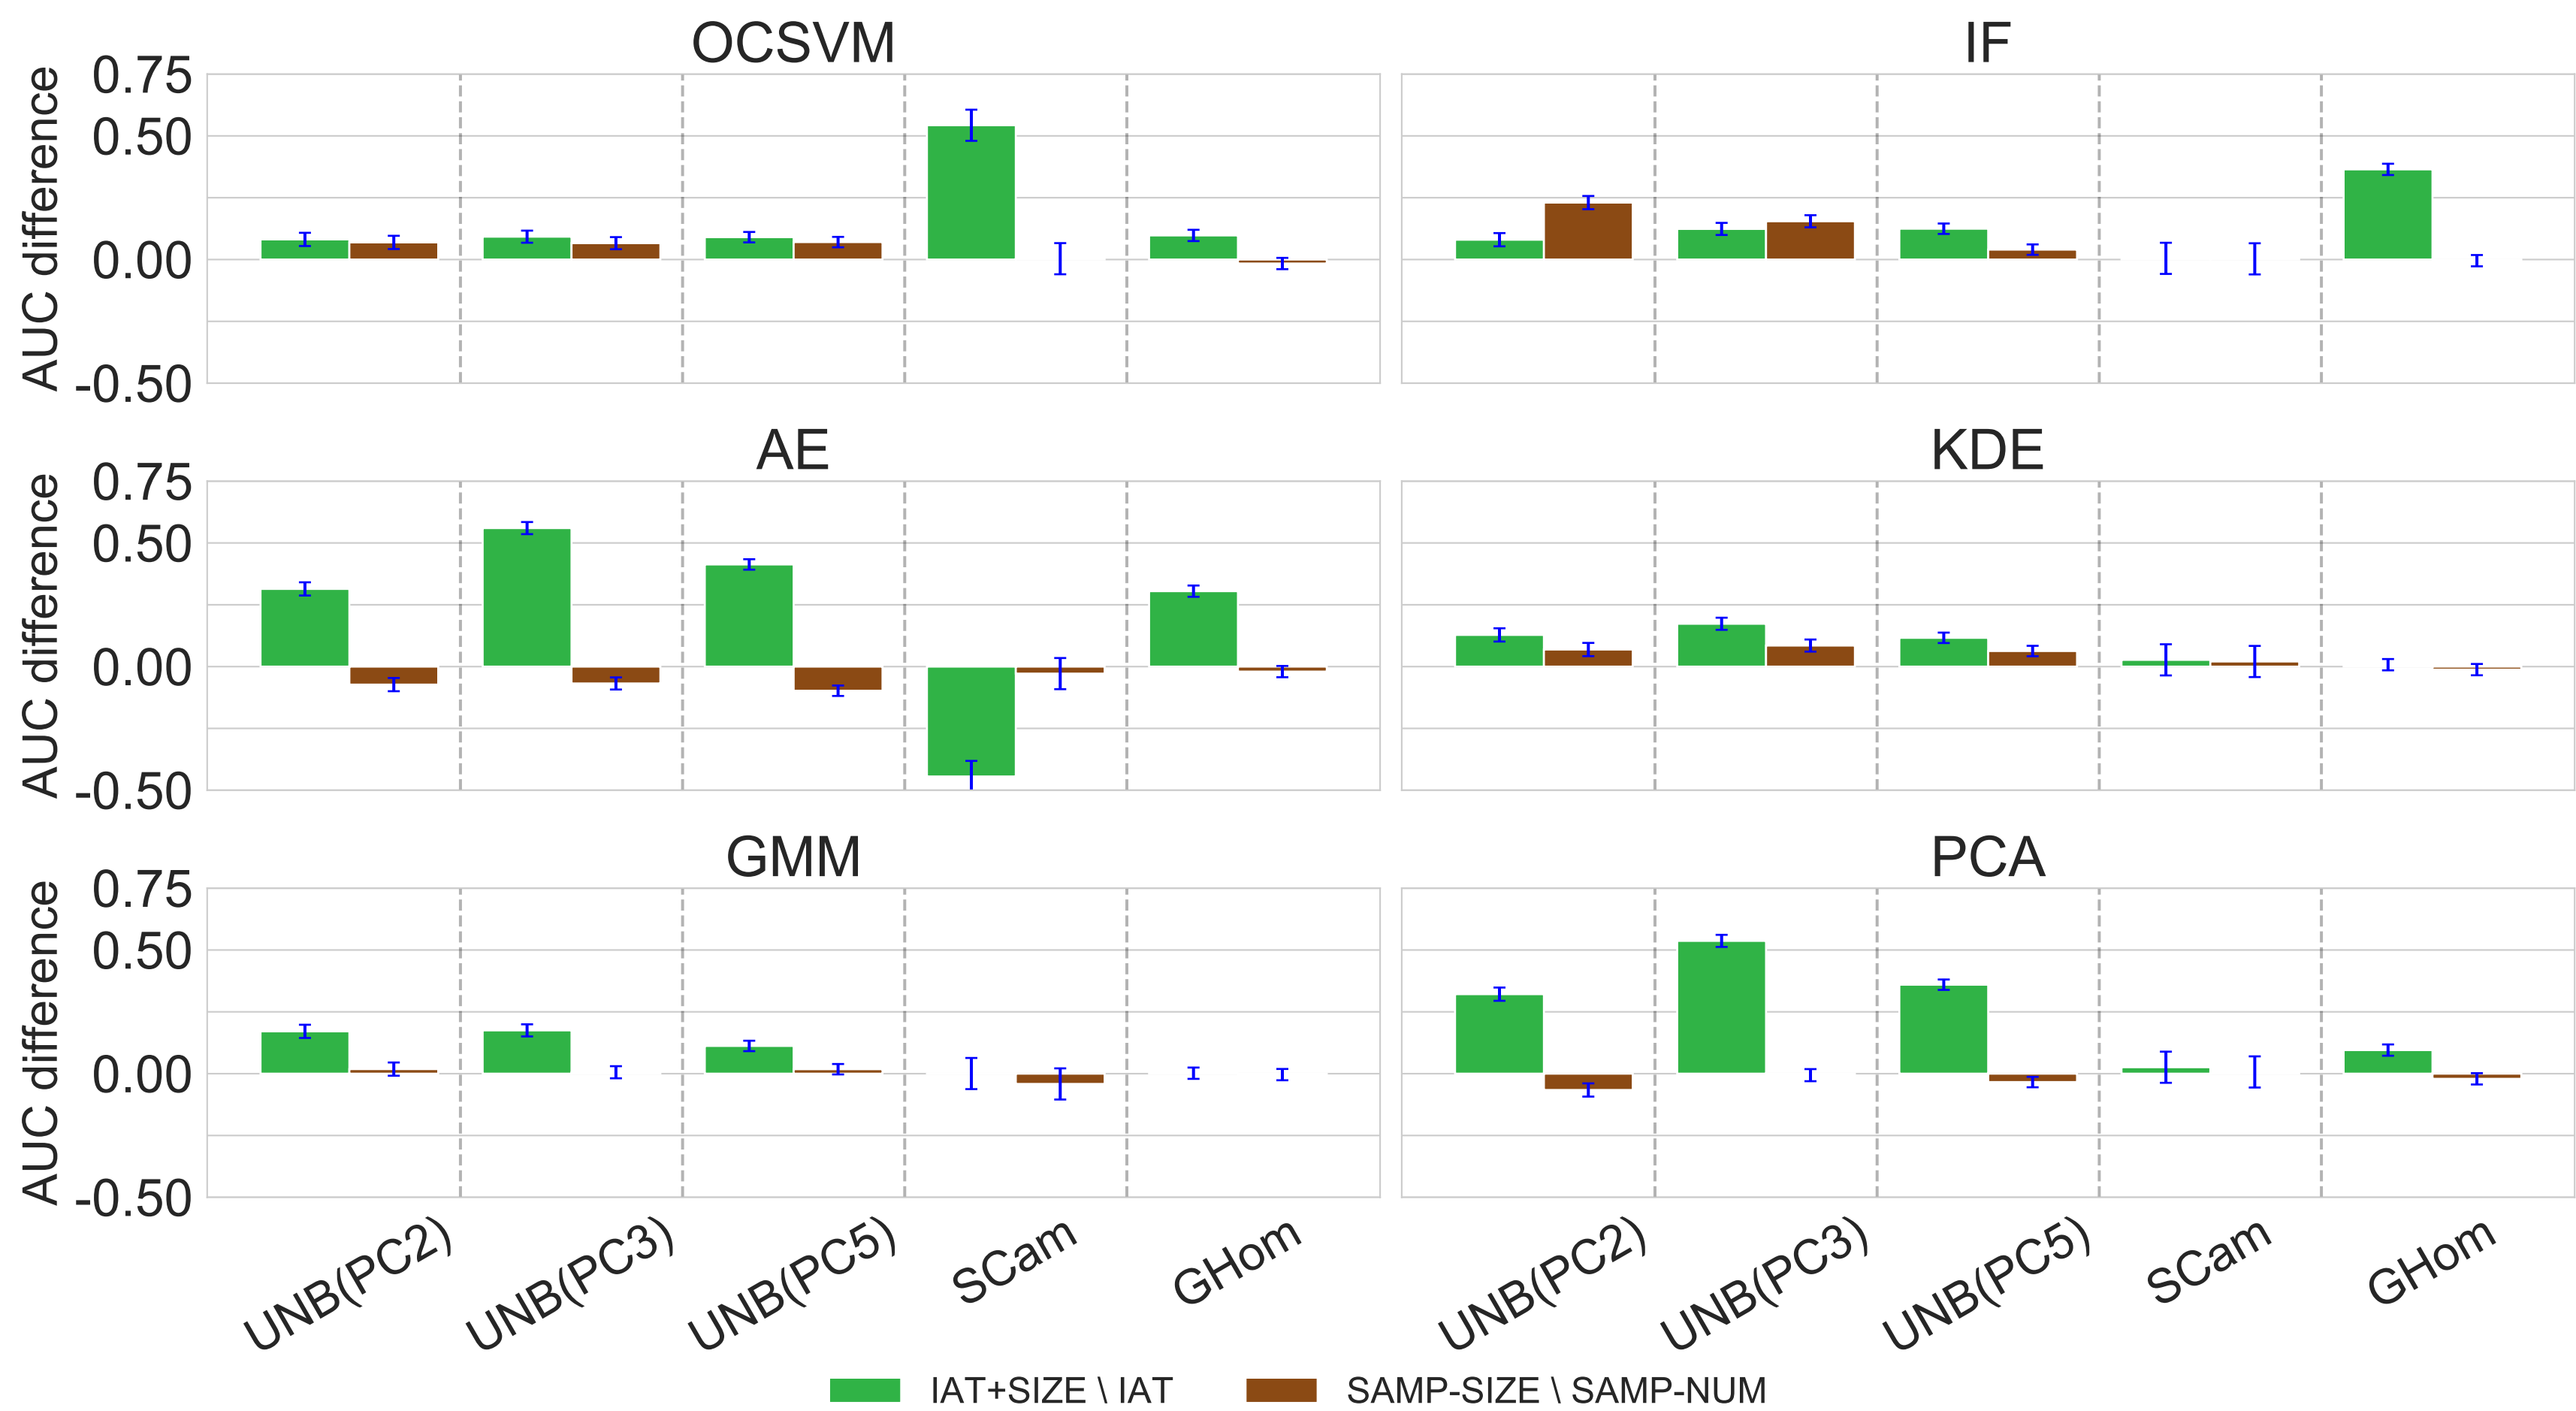 OCSVM
IF
AUC difference
0.75
0.50
0.00
-0.50
AE
KDE
AUC difference
0.75
0.50
0.00
-0.50
GMM
PCA
AUC difference
0.75
0.50
0.00
-0.50
UNB(PC2)
UNB(PC3)
UNB(PC5)
SCam
GHom
UNB(PC2)
UNB(PC3)
UNB(PC5)
SCam
GHom
IAT+SIZE \ IAT
SAMP-SIZE \ SAMP-NUM